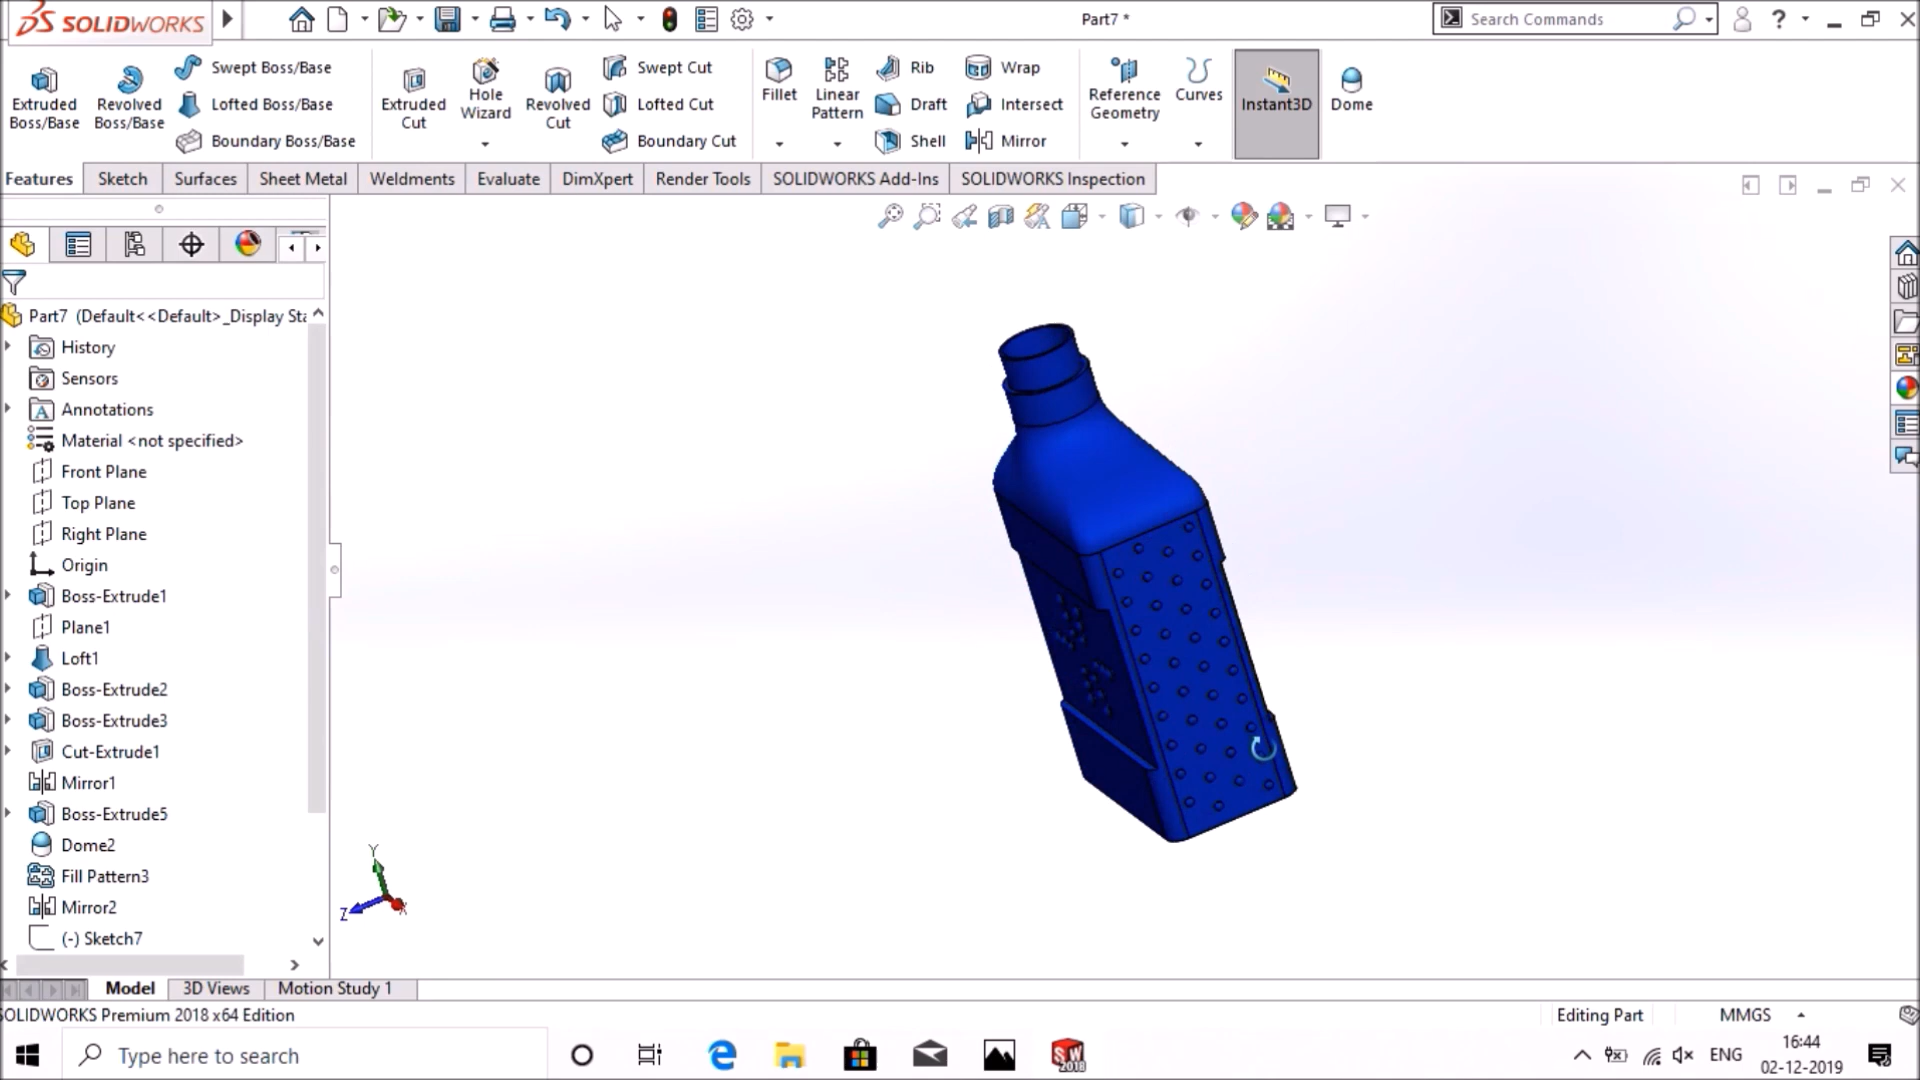 SOLIDWORKS
Part7 *
Search Commands
Extruded Boss/Base
Revolved Boss/Base
Swept Boss/Base
Lofted Boss/Base
Boundary Boss/Base
Extruded Cut
Hole Wizard
Revolved Cut
Swept Cut
Lofted Cut
Boundary Cut
Fillet
Linear Pattern
Rib
Draft
Shell
Wrap
Intersect
Mirror
Reference Geometry
Curves
Instant3D
Dome
Features
Sketch
Surfaces
Sheet Metal
Weldments
Evaluate
DimXpert
Render Tools
SOLIDWORKS Add-Ins
SOLIDWORKS Inspection
Part7 (Default<<Default>_Display Sta
History
Sensors
Annotations
Material <not specified>
Front Plane
Top Plane
Right Plane
Origin
Boss-Extrude1
Plane1
Loft1
Boss-Extrude2
Boss-Extrude3
Cut-Extrude1
Mirror1
Boss-Extrude5
Dome2
Fill Pattern3
Mirror2
(-) Sketch7
Y
Z
X
Model
3D Views
Motion Study 1
SOLIDWORKS Premium 2018 x64 Edition
Editing Part
MMGS
Type here to search
SW 2018
ENG
16:44
02-12-2019